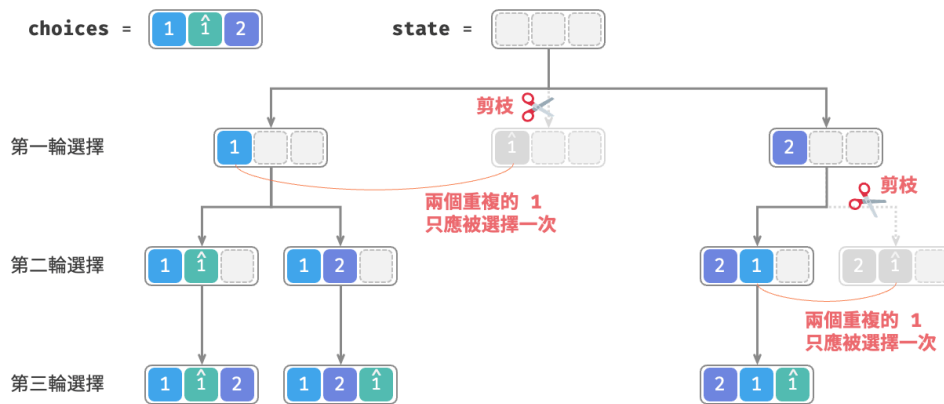 choices = 1 1̂ 2
state =
剪枝
第一輪選擇
1
1̂
2
兩個重複的 1
只應被選擇一次
剪枝
第二輪選擇
1 1̂
1 2
2 1
2 1̂
兩個重複的 1
只應被選擇一次
第三輪選擇
1 1̂ 2
1 2 1̂
2 1 1̂